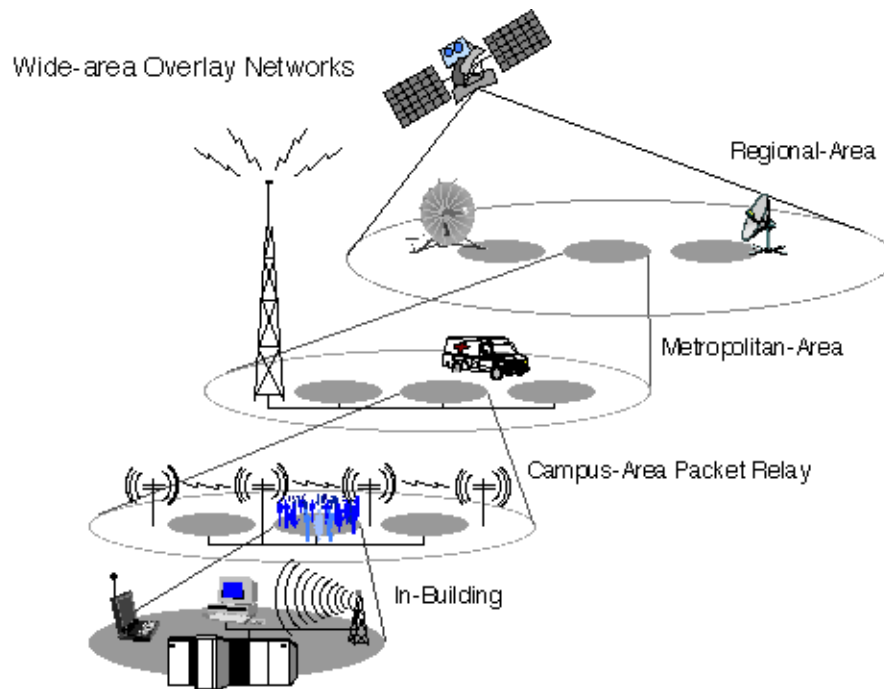 Wide-area Overlay Networks
Regional-Area
Metropolitan-Area
Campus-Area Packet Relay
In-Building